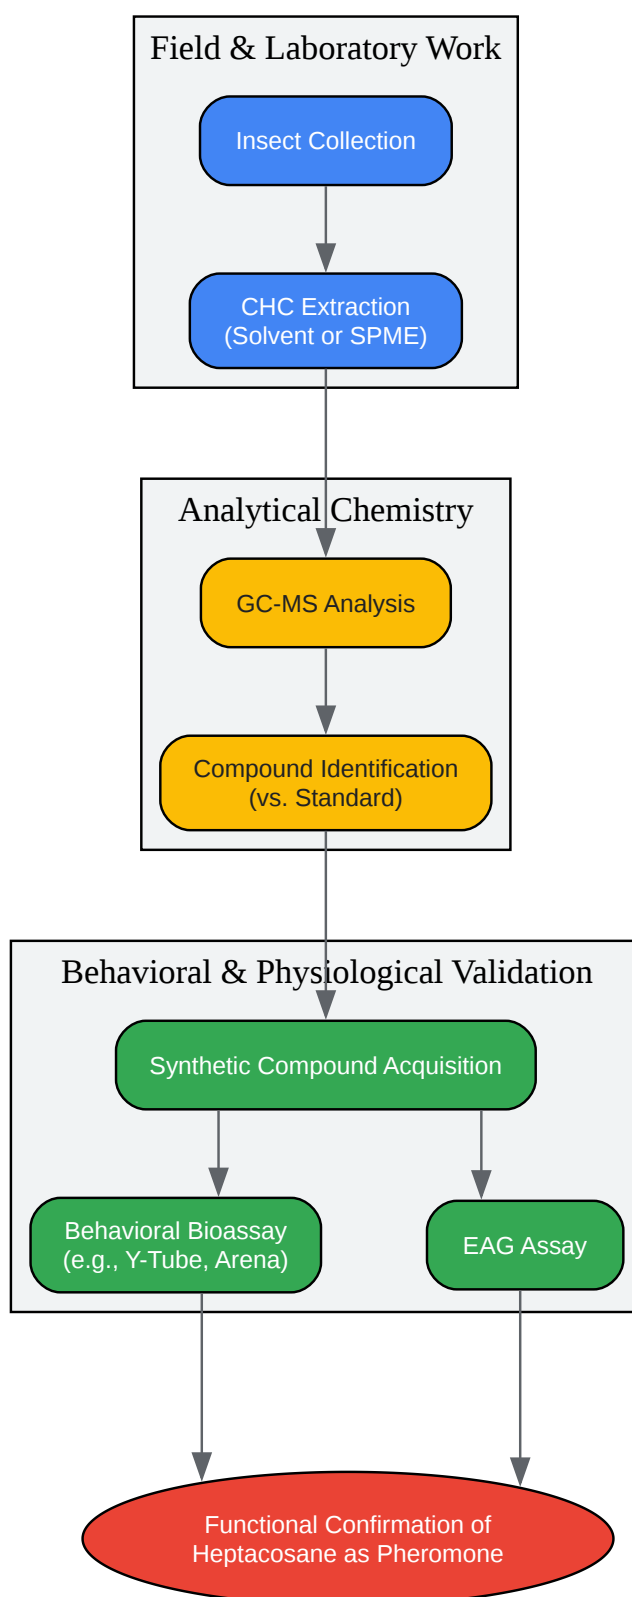 Field & Laboratory Work
Insect Collection
CHC Extraction
(Solvent or SPME)
Analytical Chemistry
GC-MS Analysis
Compound Identification
(vs. Standard)
Behavioral & Physiological Validation
Synthetic Compound Acquisition
Behavioral Bioassay
(e.g., Y-Tube, Arena)
EAG Assay
Functional Confirmation of
Heptacosane as Pheromone